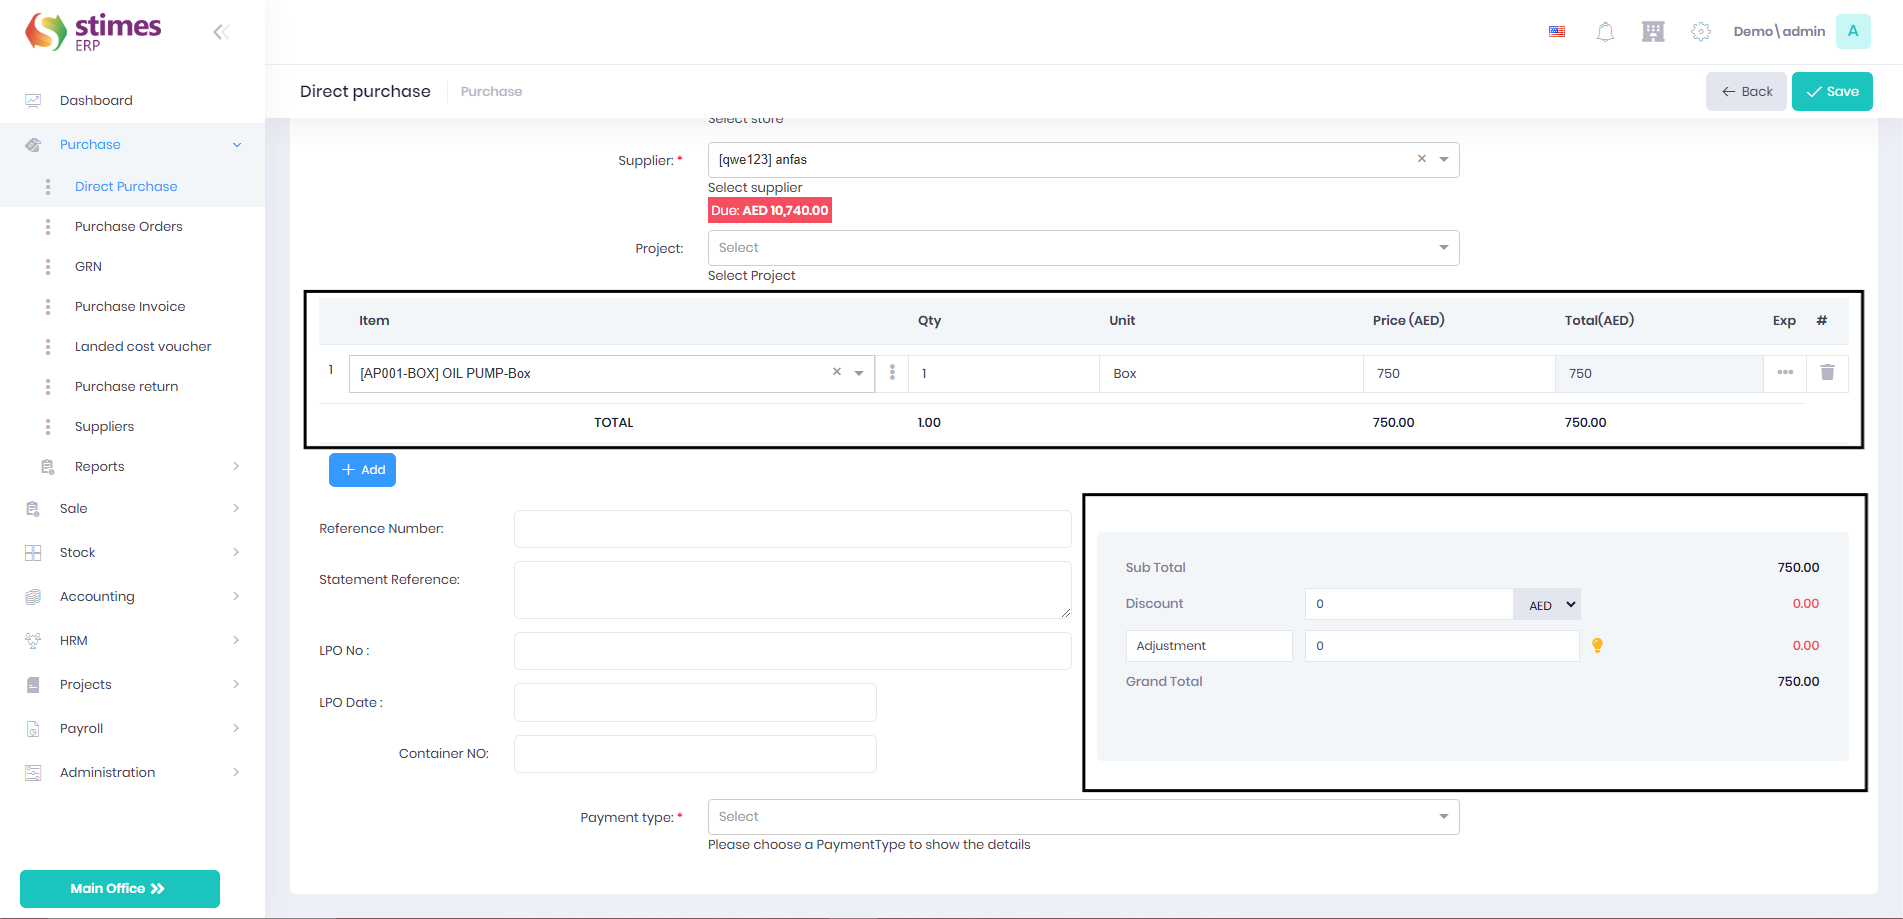 stimes
ERP
Demo\admin
A
Direct purchase
Purchase
Back
Save
Dashboard
Purchase
Direct Purchase
Purchase Orders
GRN
Purchase Invoice
Landed cost voucher
Purchase return
Suppliers
Reports
Sale
Stock
Accounting
HRM
Projects
Payroll
Administration
Main Office
Select store
Supplier: * [qwe123] anfas
Select supplier
Due: AED 10,740.00
Project: Select
Select Project
Item Qty Unit Price (AED) Total(AED) Exp #
1 [AP001-BOX] OIL PUMP-Box 1 Box 750 750
TOTAL 1.00 750.00 750.00
Add
Reference Number:
Statement Reference:
LPO No :
LPO Date :
Container NO:
Sub Total 750.00
Discount 0 AED 0.00
Adjustment 0 0.00
Grand Total 750.00
Payment type: * Select
Please choose a PaymentType to show the details